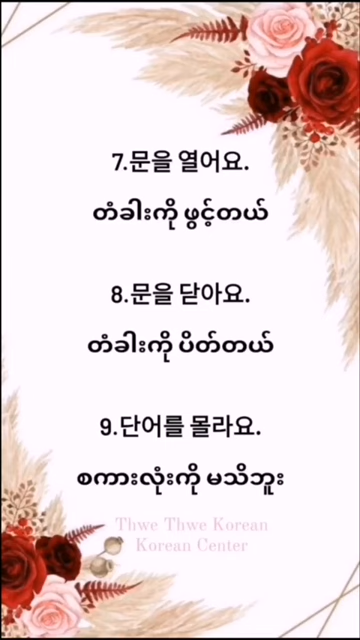 7.문을 열어요.
တံခါးကို ဖွင့်တယ်
8.문을 닫아요.
တံခါးကို ပိတ်တယ်
9.단어를 몰라요.
စကားလုံးကို မသိဘူး
Thwe Thwe Korean
Korean Center